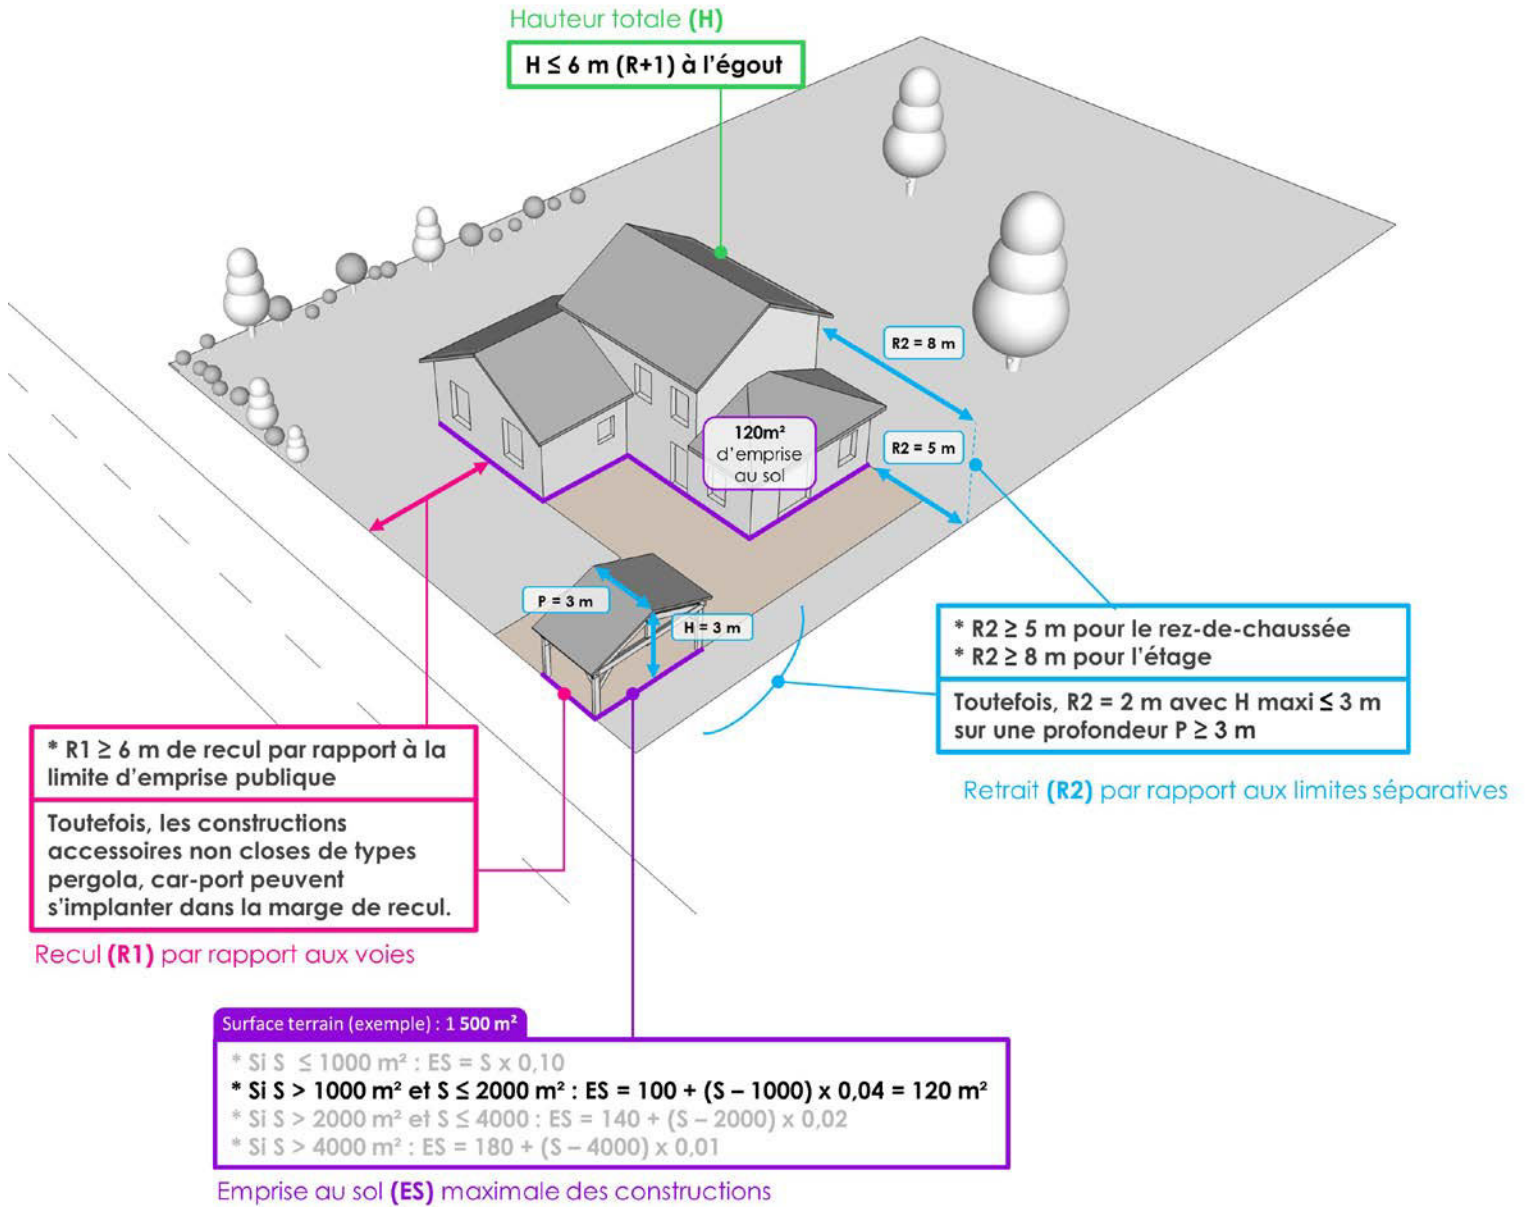 Hauteur totale (H)
H ≤ 6 m (R+1) à l'égout
R2 = 8 m
120m²
d'emprise
au sol
R2 = 5 m
P = 3 m
H = 3 m
* R2 ≥ 5 m pour le rez-de-chaussée
* R2 ≥ 8 m pour l'étage
Toutefois, R2 = 2 m avec H maxi ≤ 3 m
sur une profondeur P ≥ 3 m
Retrait (R2) par rapport aux limites séparatives
* R1 ≥ 6 m de recul par rapport à la
limite d'emprise publique
Toutefois, les constructions
accessoires non closes de types
pergola, car-port peuvent
s'implanter dans la marge de recul.
Recul (R1) par rapport aux voies
Surface terrain (exemple) : 1 500 m²
* Si S ≤ 1000 m² : ES = S x 0,10
* Si S > 1000 m² et S ≤ 2000 m² : ES = 100 + (S – 1000) x 0,04 = 120 m²
* Si S > 2000 m² et S ≤ 4000 : ES = 140 + (S – 2000) x 0,02
* Si S > 4000 m² : ES = 180 + (S – 4000) x 0,01
Emprise au sol (ES) maximale des constructions